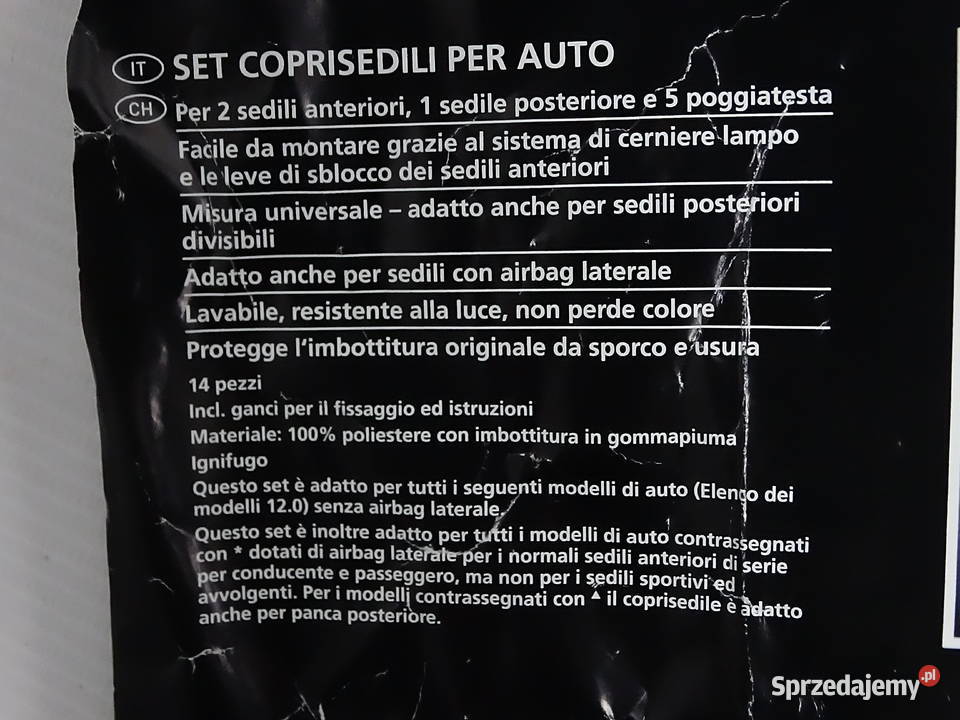 IT SET COPRISEDILI PER AUTO
CH Per 2 sedili anteriori, 1 sedile posteriore e 5 poggiatesta
Facile da montare grazie al sistema di cerniere lampo
e le leve di sblocco dei sedili anteriori
Misura universale – adatto anche per sedili posteriori
divisibili
Adatto anche per sedili con airbag laterale
Lavabile, resistente alla luce, non perde colore
Protegge l‘imbottitura originale da sporco e usura
14 pezzi
Incl. ganci per il fissaggio ed istruzioni
Materiale: 100% poliestere con imbottitura in gommapiuma
Ignifugo
Questo set è adatto per tutti i seguenti modelli di auto (Elenco dei
modelli 12.0) senza airbag laterale.
Questo set è inoltre adatto per tutti i modelli di auto contrassegnati
con * dotati di airbag laterale per i normali sedili anteriori di serie
per conducente e passeggero, ma non per i sedili sportivi ed
avvolgenti. Per i modelli contrassegnati con ▲ il coprisedile è adatto
anche per panca posteriore.
Sprzedajemy.pl